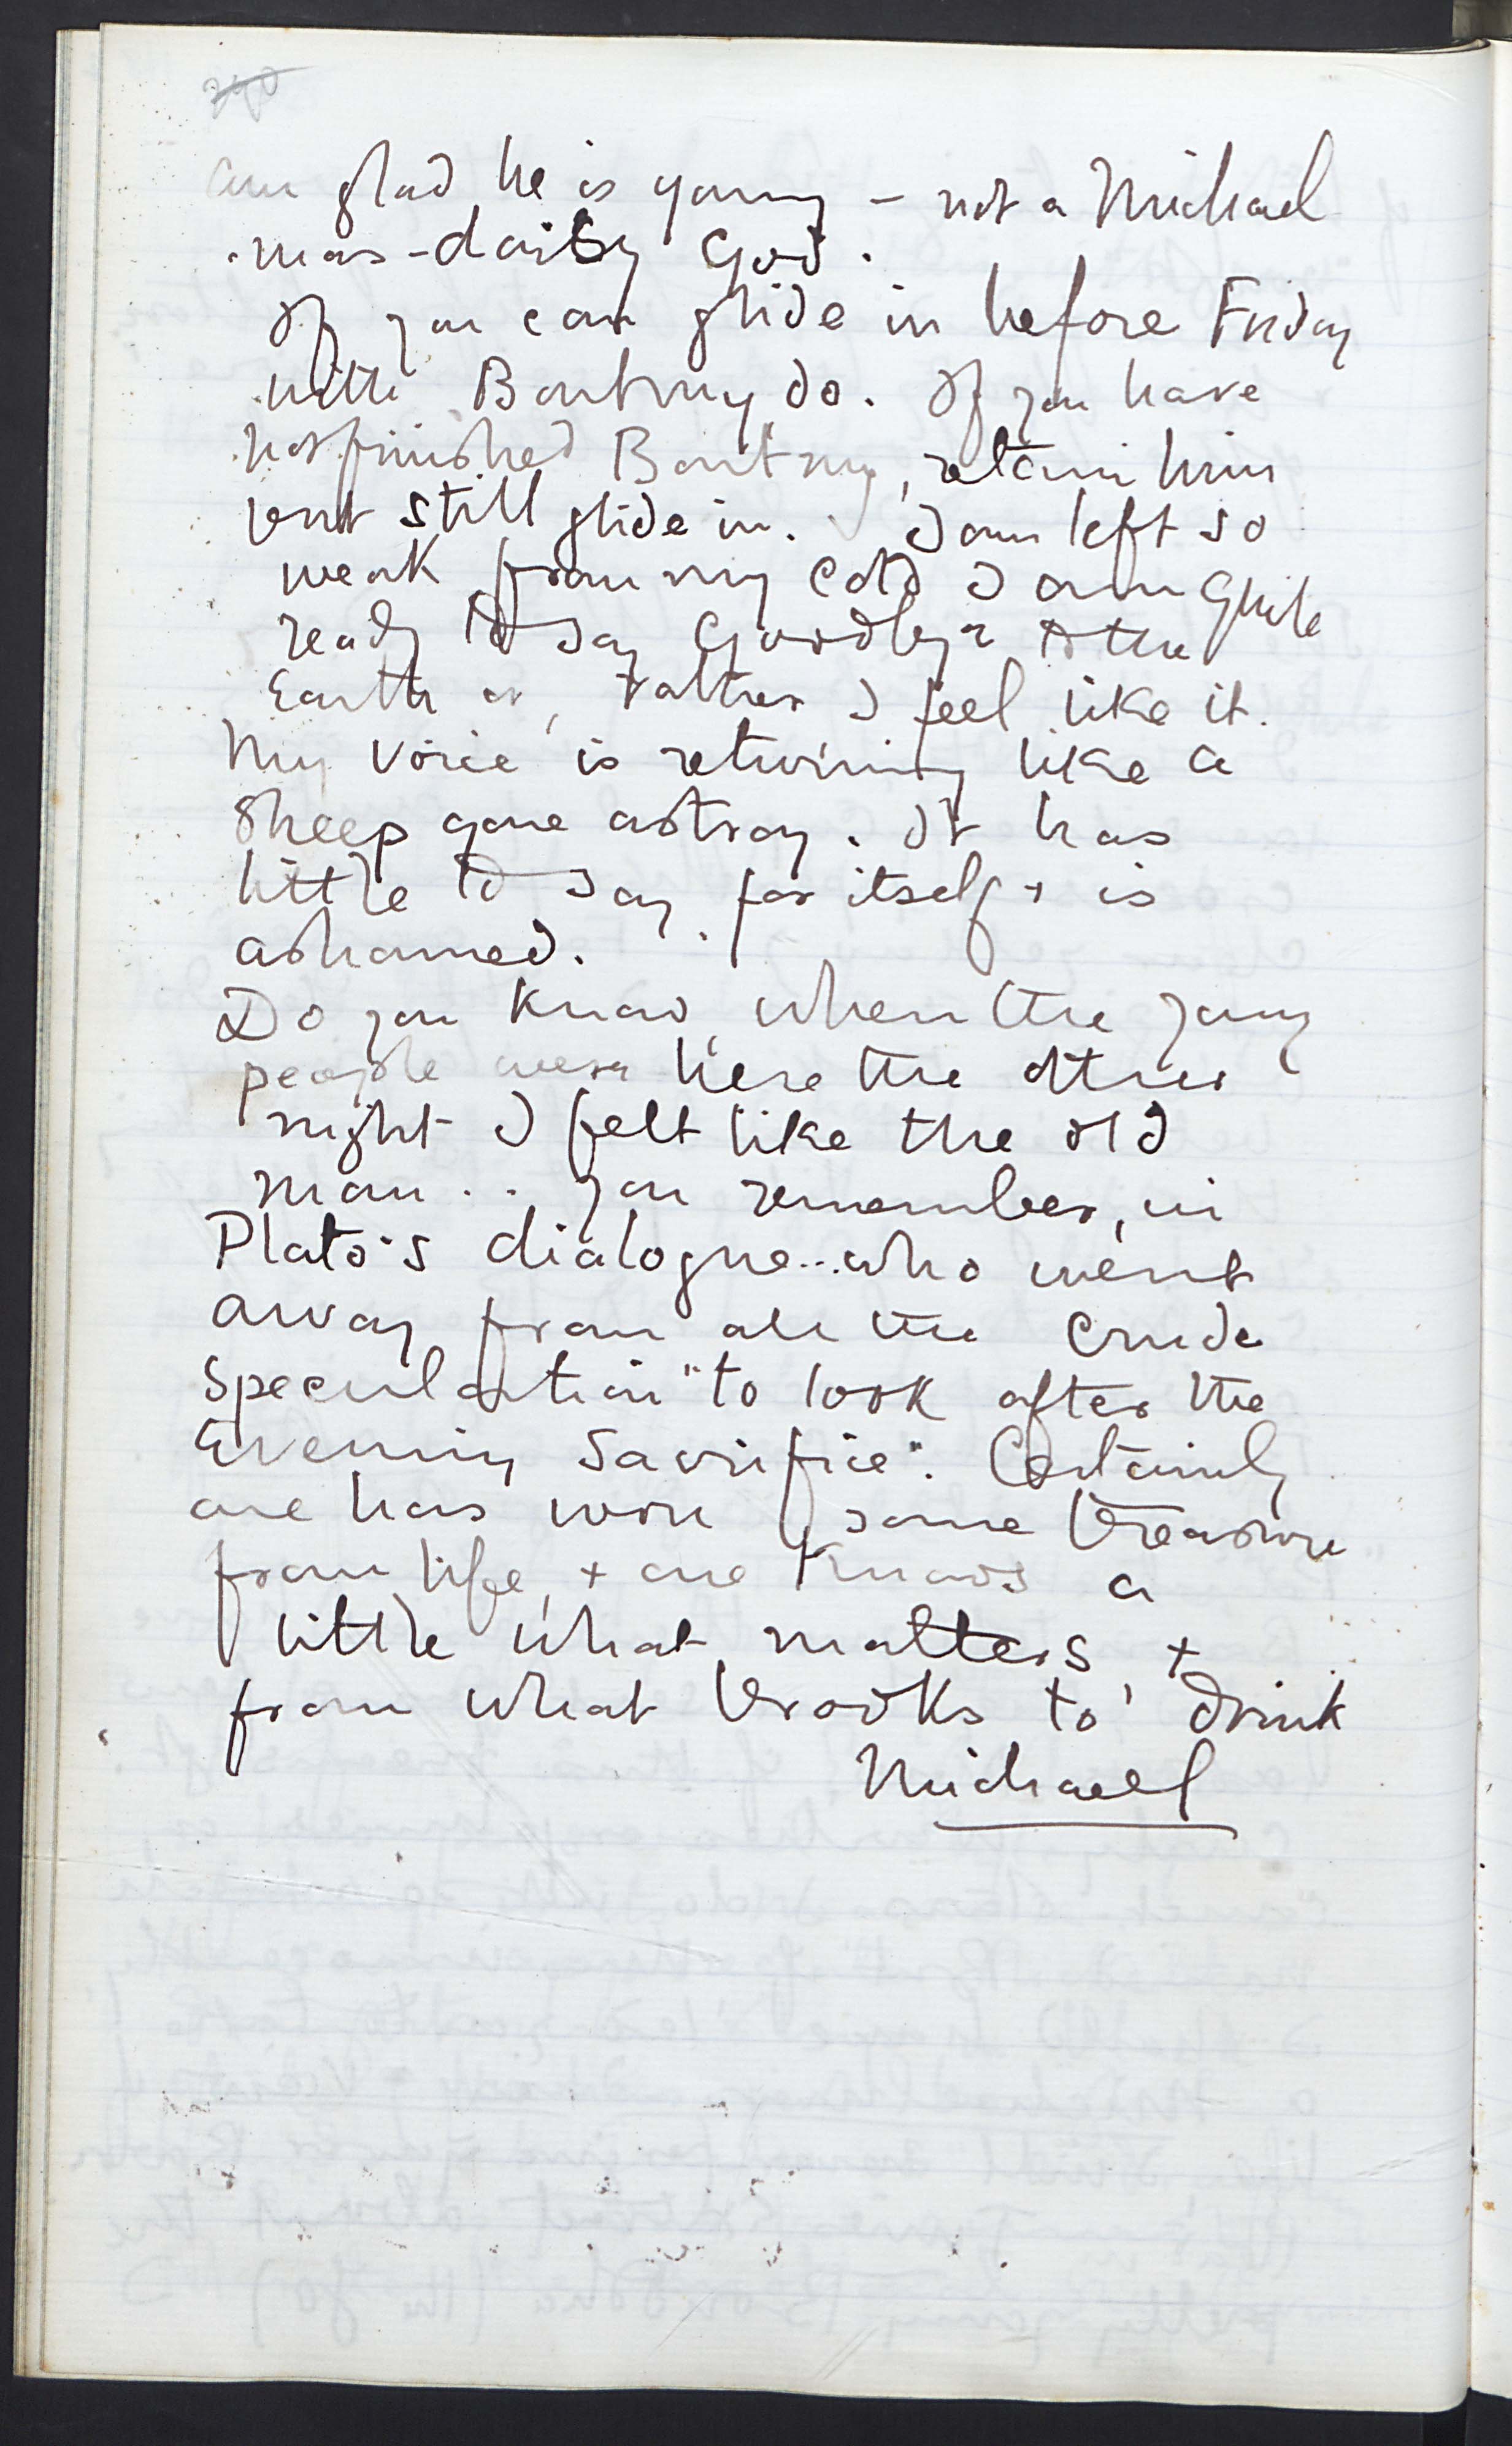 am glad he is young – not a Michael
-mas-daisy God.
If you can glide in before Friday
with Boutmy do. If you have
not finished Boutmy, retain him
but still glide in. I am left so
weak from my cold I am quite
ready to say Goodbye to the
Earth or, rather I feel like it.
My voice is returning like a
Sheep gone astray. It has
little to say for itself + is
ashamed.
Do you know, when the young
people were here the other
night I felt like the old
man .. you remember, in
Plato's dialogue... who went
away from all the crude
speculation "to look after the
Evening Sacrifice". Certainly
one has won some treasure
from life, + one knows a
little what matters, +
from what brooks to drink
Michael